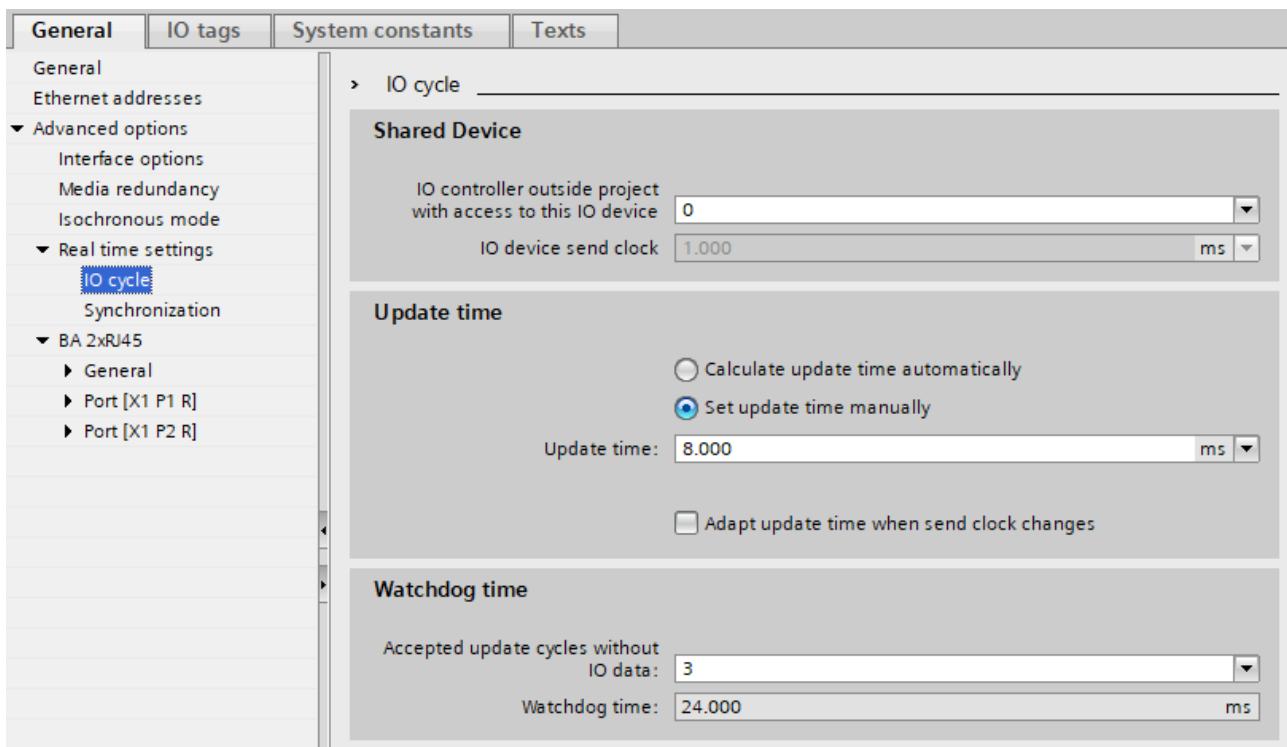 General IO tags System constants Texts
General
Ethernet addresses
Advanced options
Interface options
Media redundancy
Isochronous mode
Real time settings
IO cycle
Synchronization
BA 2xRJ45
General
Port [X1 P1 R]
Port [X1 P2 R]
IO cycle
Shared Device
IO controller outside project
with access to this IO device 0
IO device send clock 1.000 ms
Update time
Calculate update time automatically
Set update time manually
Update time: 8.000 ms
Adapt update time when send clock changes
Watchdog time
Accepted update cycles without
IO data: 3
Watchdog time: 24.000 ms